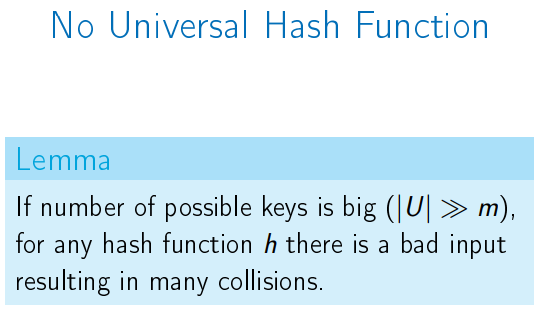 No Universal Hash Function
Lemma
If number of possible keys is big (|U| ≫ m),
for any hash function h there is a bad input
resulting in many collisions.